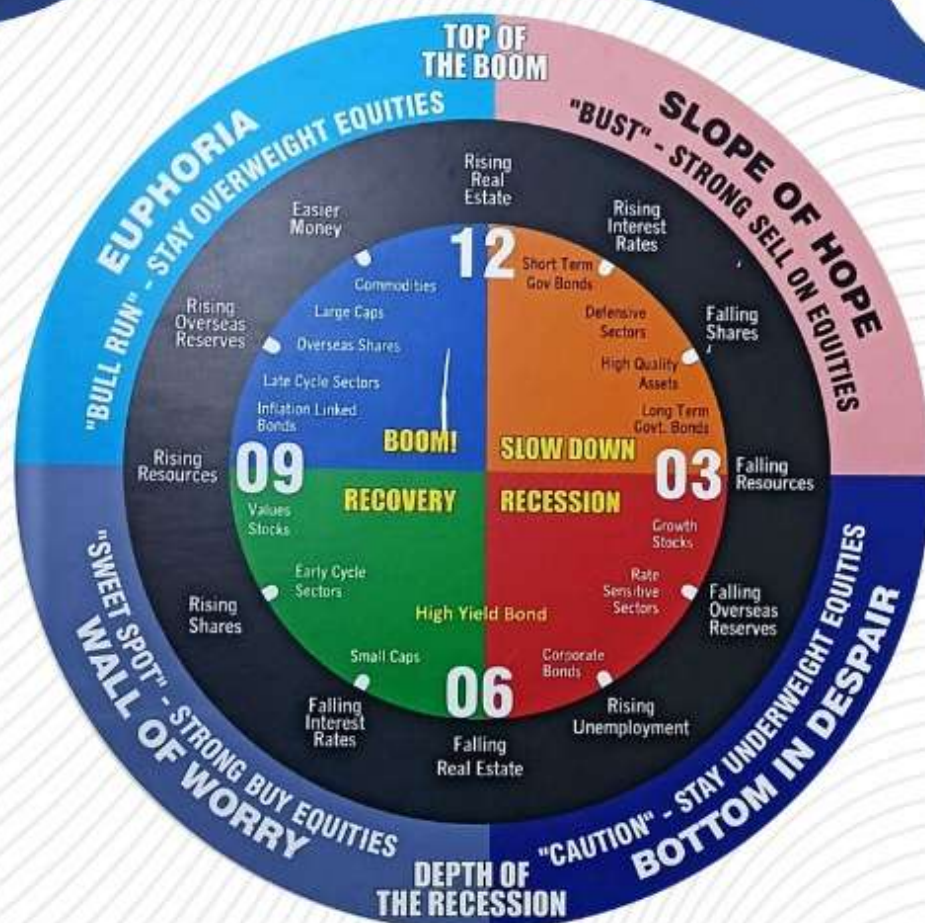 TOP OF
THE BOOM
EUPHORIA
"BULL RUN" - STAY OVERWEIGHT EQUITIES
SLOPE OF HOPE
"BUST" - STRONG SELL ON EQUITIES
Rising
Real
Estate
Rising
Interest
Rates
Falling
Shares
Falling
Resources
Falling
Overseas
Reserves
Rising
Unemployment
Falling
Real Estate
Falling
Interest
Rates
Rising
Shares
Rising
Resources
Rising
Overseas
Reserves
Easier
Money
12
Short Term
Gov Bonds
Defensive
Sectors
High Quality
Assets
Long Term
Govt. Bonds
SLOW DOWN
03
RECESSION
Growth
Stocks
Rate
Sensitive
Sectors
Corporate
Bonds
06
High Yield Bond
Small Caps
Early Cycle
Sectors
Values
Stocks
RECOVERY
09
BOOM!
Inflation Linked
Bonds
Late Cycle Sectors
Overseas Shares
Large Caps
Commodities
"SWEET SPOT" - STRONG BUY EQUITIES
WALL OF WORRY
"CAUTION" - STAY UNDERWEIGHT EQUITIES
BOTTOM IN DESPAIR
DEPTH OF
THE RECESSION